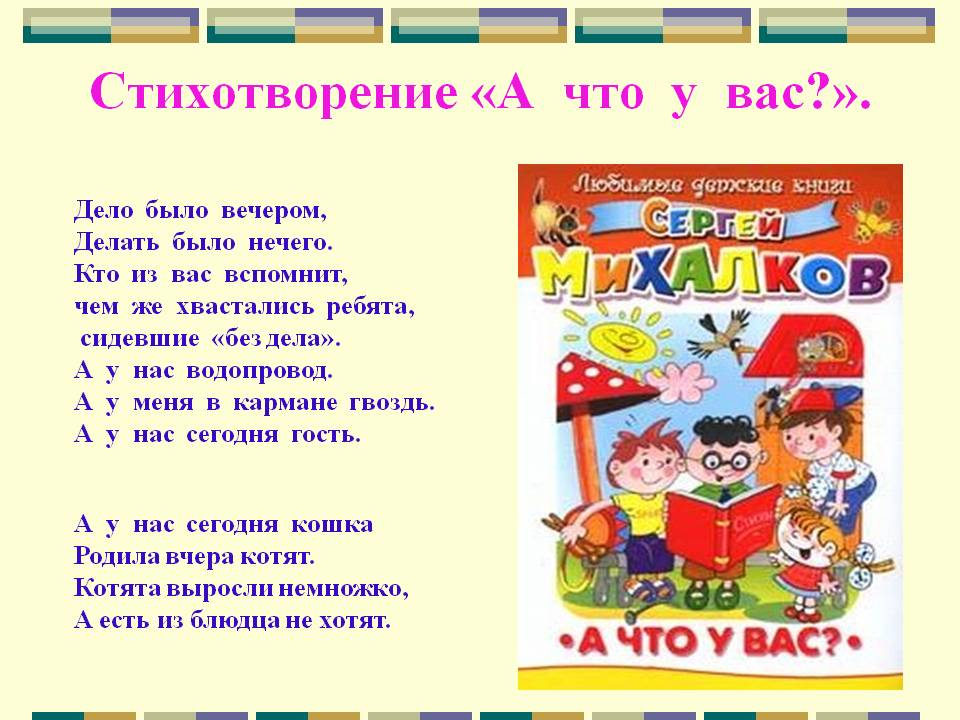 Стихотворение «А что у вас?».
Дело было вечером,
Делать было нечего.
Кто из вас вспомнит,
чем же хвастались ребята,
сидевшие «без дела».
А у нас водопровод.
А у меня в кармане гвоздь.
А у нас сегодня гость.
А у нас сегодня кошка
Родила вчера котят.
Котята выросли немножко,
А есть из блюдца не хотят.
Любимые детские книги
СЕРГЕЙ
МИХАЛКОВ
Стихи
• А ЧТО У ВАС? •